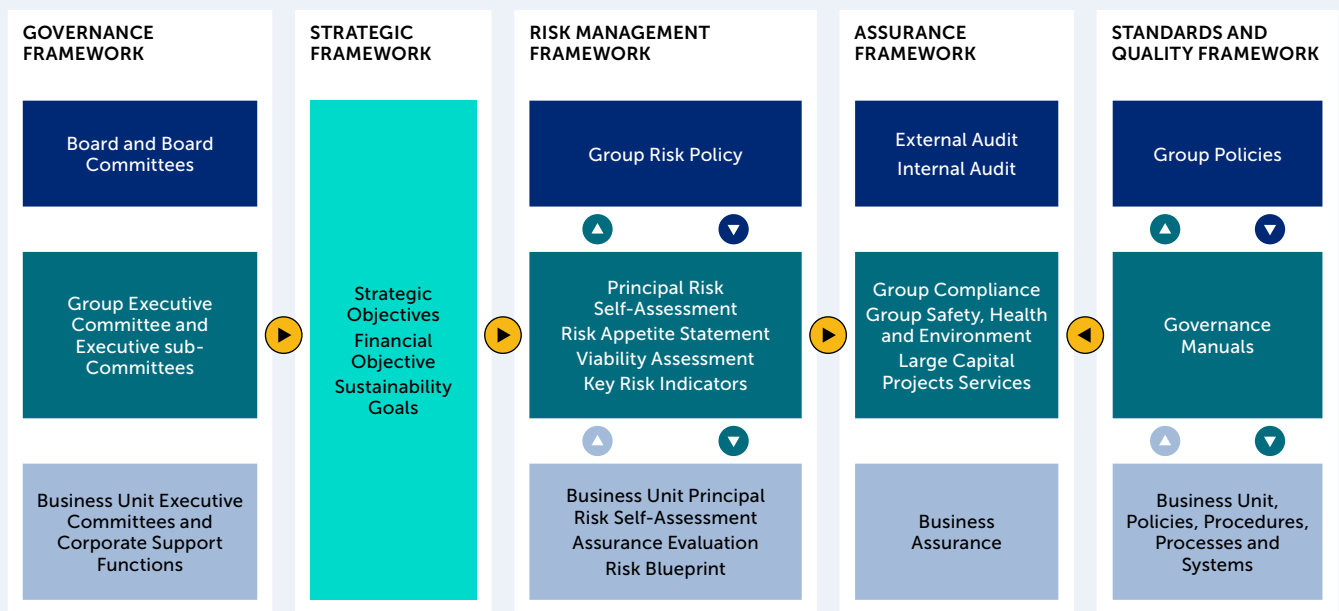 GOVERNANCE
FRAMEWORK
Board and Board
Committees
Group Executive
Committee and
Executive sub-
Committees
Business Unit Executive
Committees and
Corporate Support
Functions
STRATEGIC
FRAMEWORK
Strategic
Objectives
Financial
Objective
Sustainability
Goals
RISK MANAGEMENT
FRAMEWORK
Group Risk Policy
Principal Risk
Self-Assessment
Risk Appetite Statement
Viability Assessment
Key Risk Indicators
Business Unit Principal
Risk Self-Assessment
Assurance Evaluation
Risk Blueprint
ASSURANCE
FRAMEWORK
External Audit
Internal Audit
Group Compliance
Group Safety, Health
and Environment
Large Capital
Projects Services
Business
Assurance
STANDARDS AND
QUALITY FRAMEWORK
Group Policies
Governance
Manuals
Business Unit,
Policies, Procedures,
Processes and
Systems